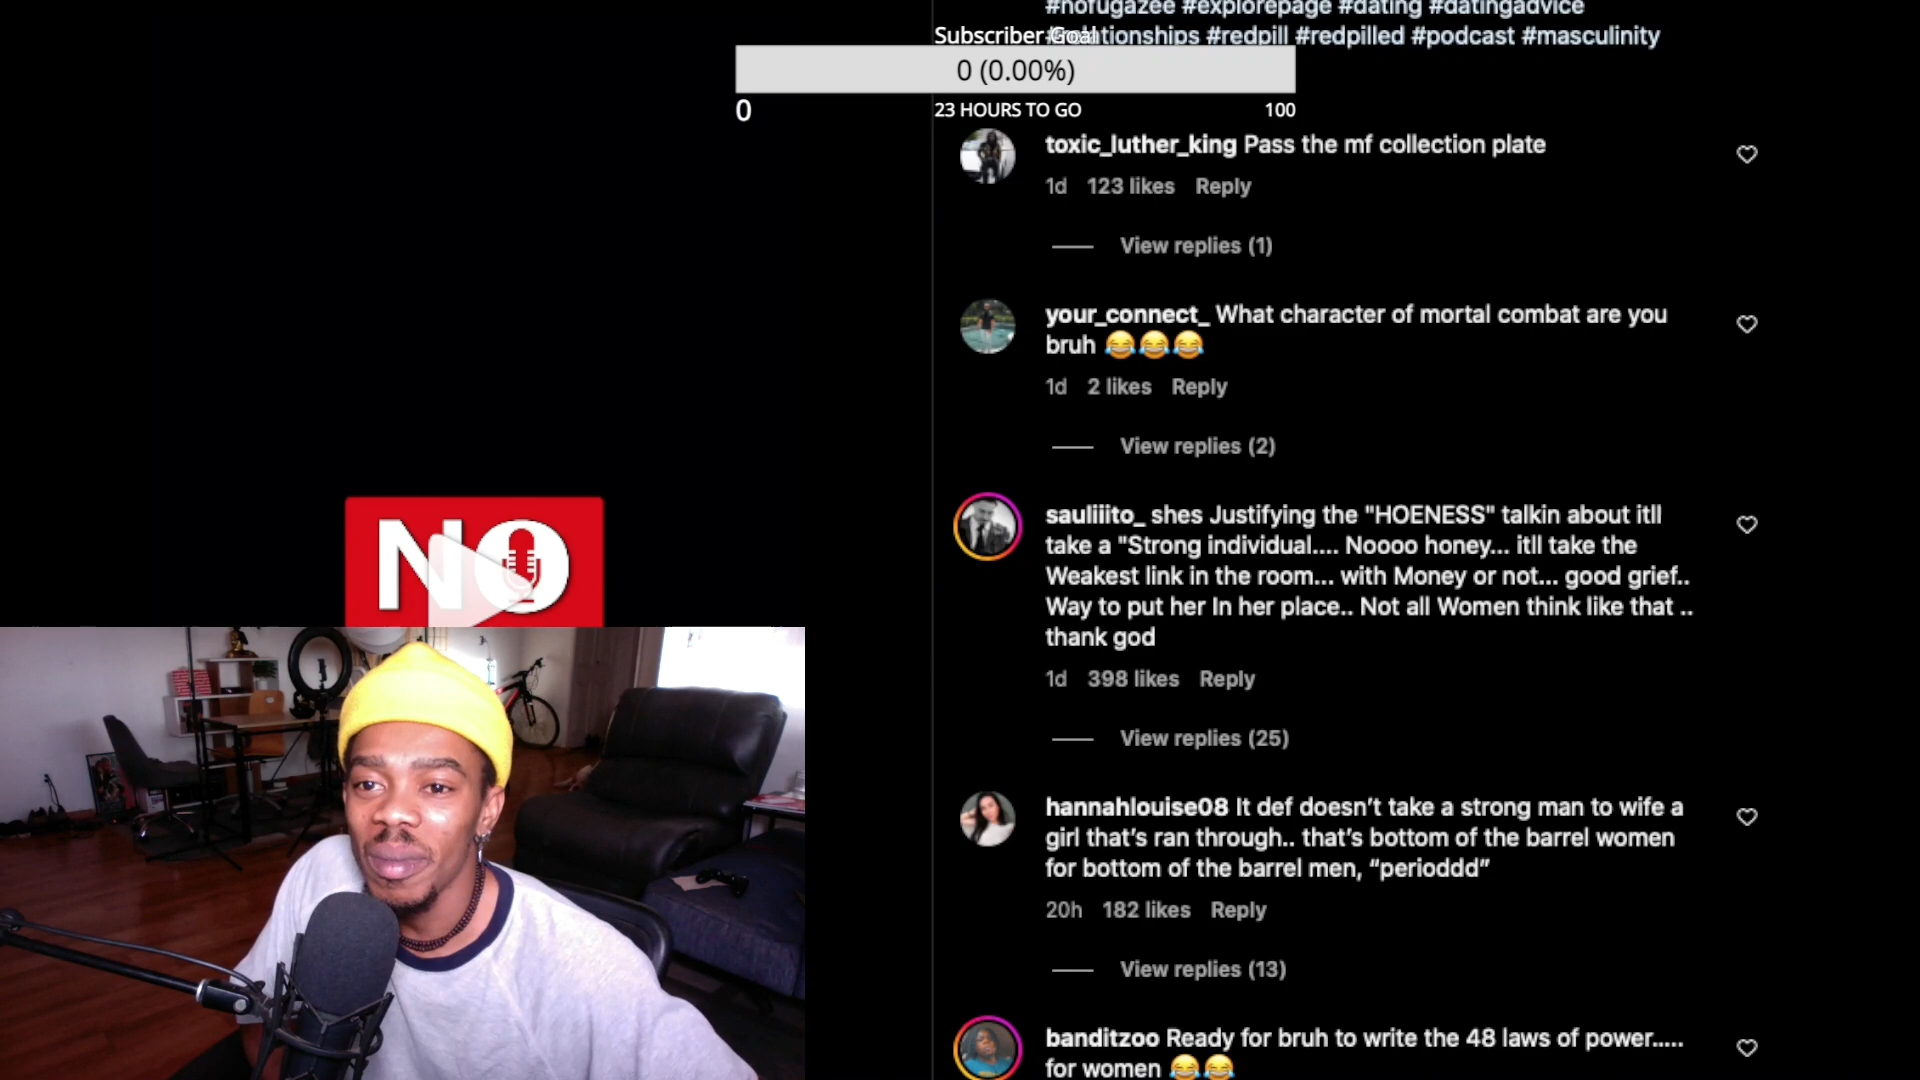 #nofugazee #explorepage #dating #datingadvice
Subscriber Goal
#relationships #redpill #redpilled #podcast #masculinity
0 (0.00%)
0
23 HOURS TO GO
100
toxic_luther_king Pass the mf collection plate
1d 123 likes Reply
View replies (1)
your_connect_ What character of mortal combat are you
bruh 😂😂😂
1d 2 likes Reply
View replies (2)
sauliiito_ shes Justifying the "HOENESS" talkin about itll
take a "Strong individual.... Noooo honey... itll take the
Weakest link in the room... with Money or not... good grief..
Way to put her In her place.. Not all Women think like that ..
thank god
1d 398 likes Reply
View replies (25)
NO
hannahlouise08 It def doesn’t take a strong man to wife a
girl that’s ran through.. that’s bottom of the barrel women
for bottom of the barrel men, “perioddd”
20h 182 likes Reply
View replies (13)
banditzoo Ready for bruh to write the 48 laws of power.....
for women 😂😂